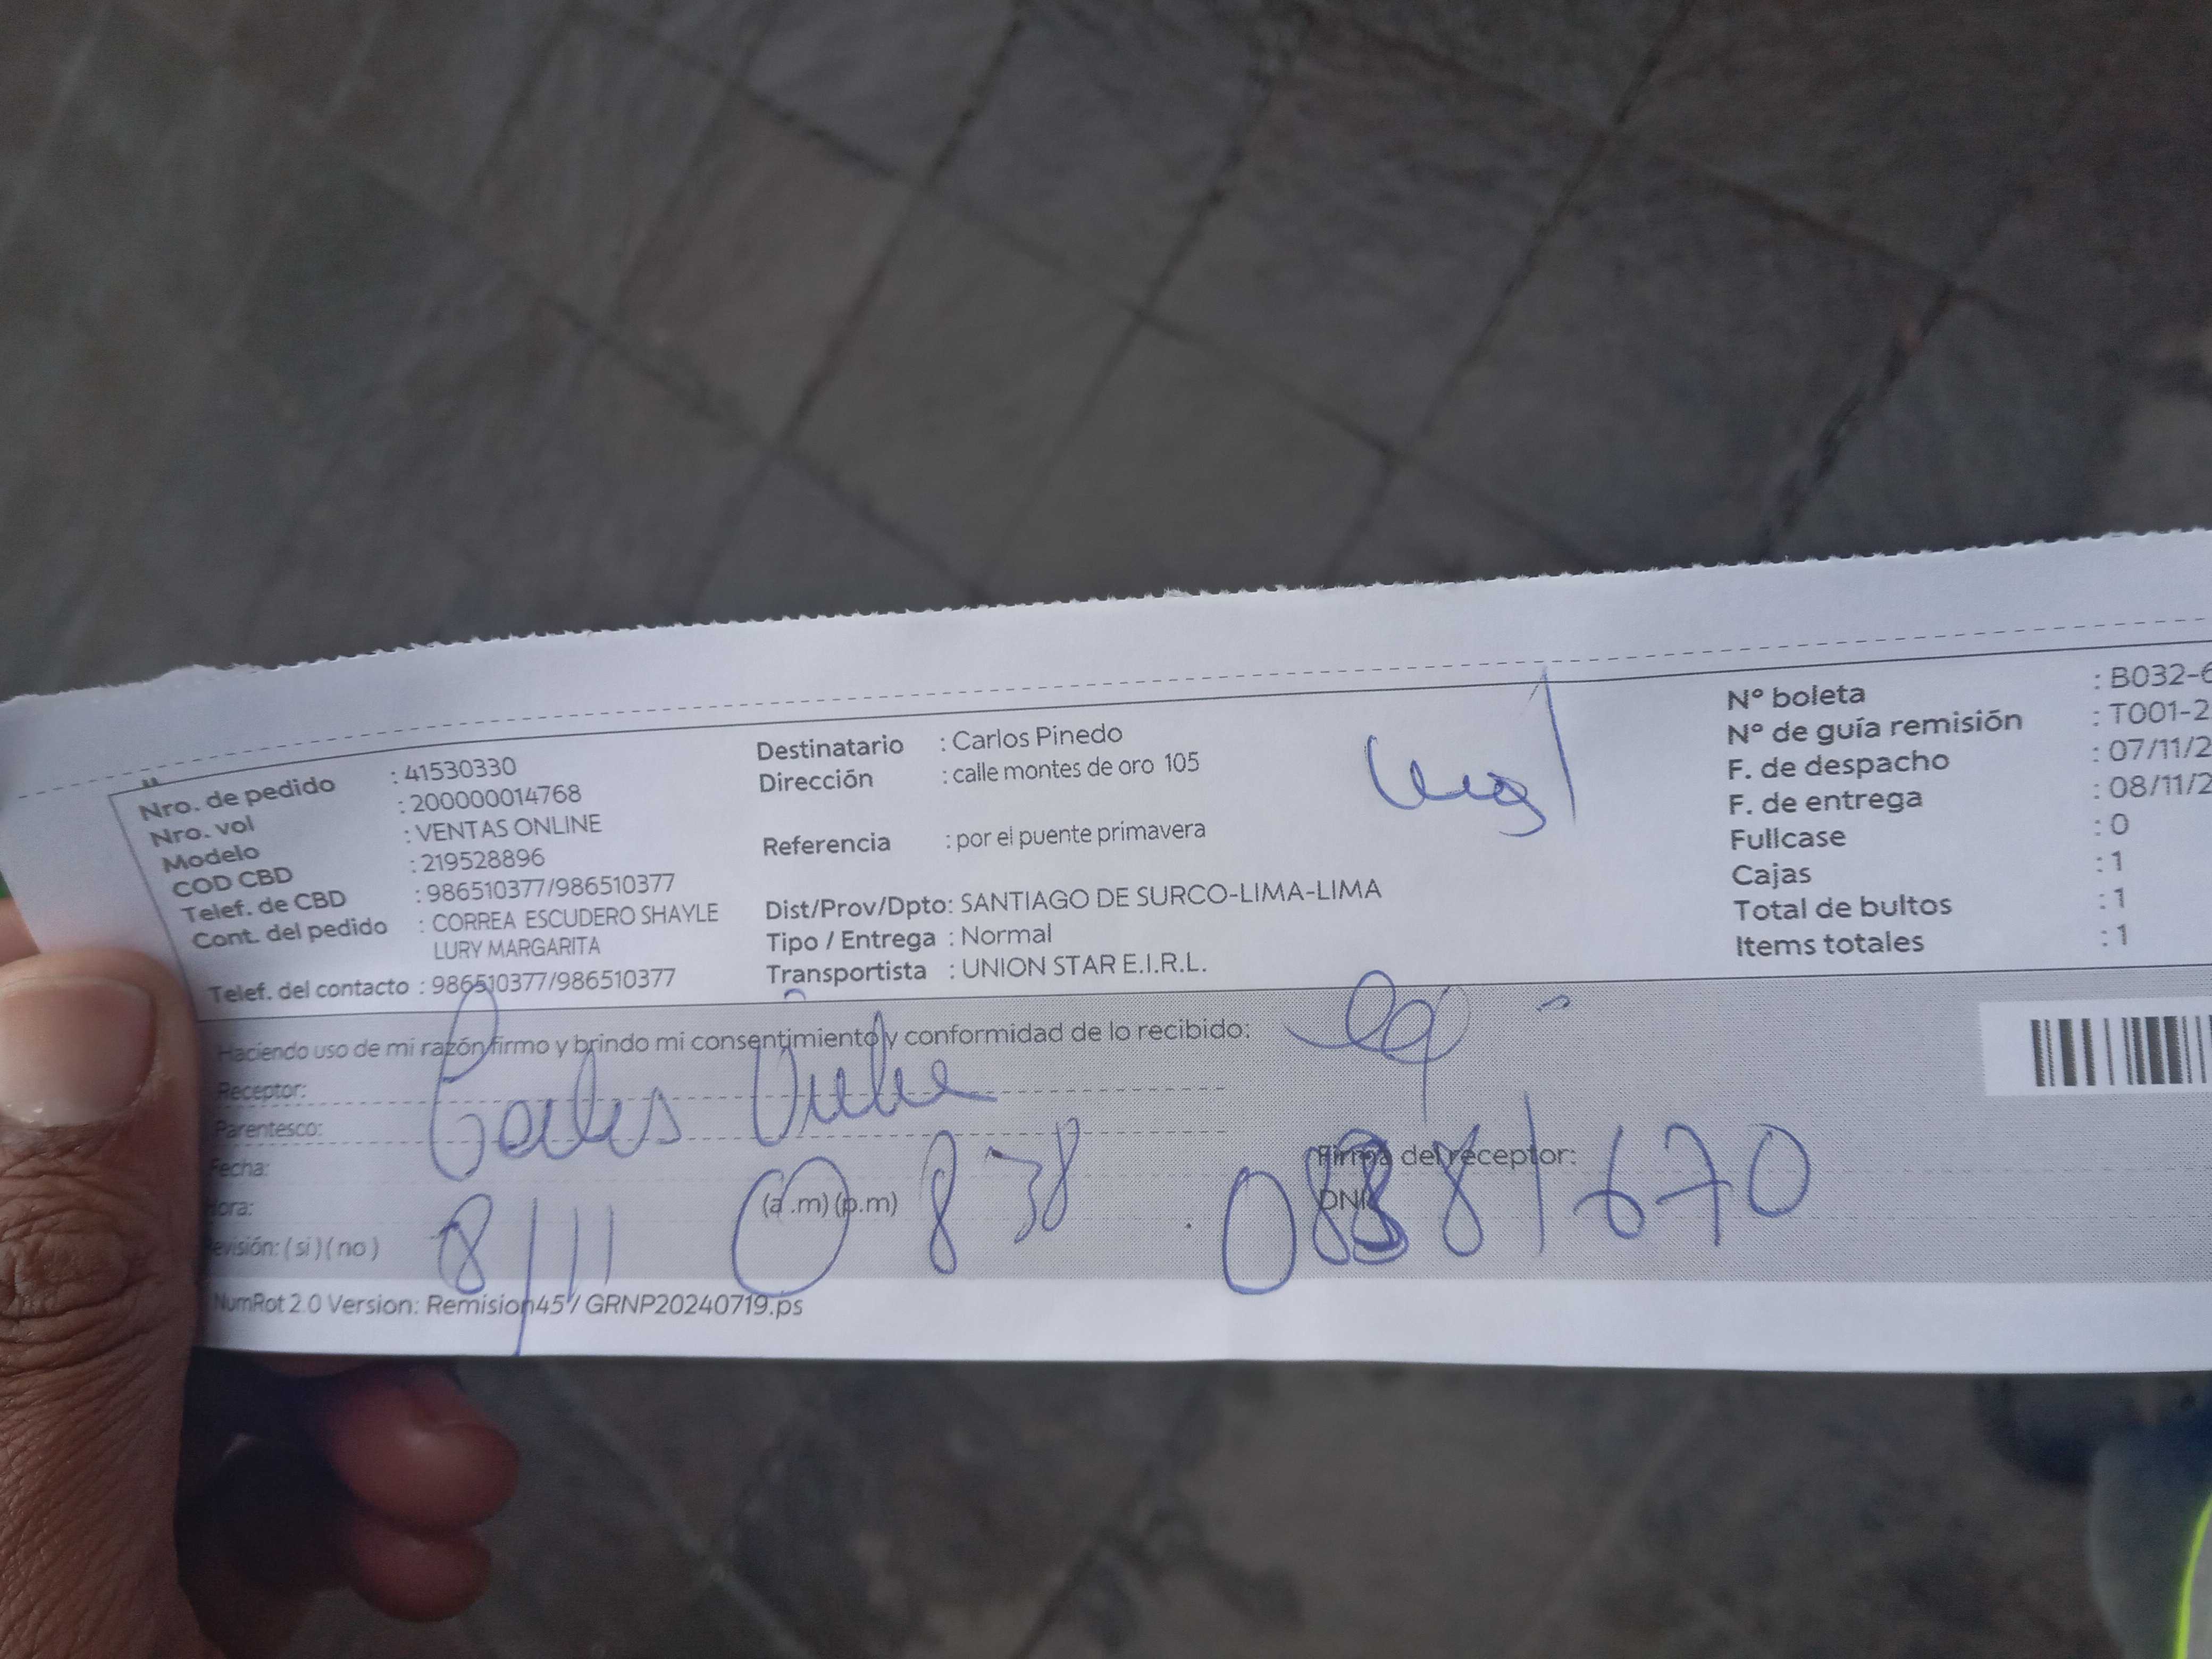 Nro. de pedido : 41530330
Nro. vol : 200000014768
Modelo : VENTAS ONLINE
COD CBD : 219528896
Telef. de CBD : 986510377/986510377
Cont. del pedido : CORREA ESCUDERO SHAYLE
LURY MARGARITA
Telef. del contacto : 986510377/986510377
Destinatario : Carlos Pinedo
Dirección : calle montes de oro 105
Referencia : por el puente primavera
Dist/Prov/Dpto: SANTIAGO DE SURCO-LIMA-LIMA
Tipo / Entrega : Normal
Transportista : UNION STAR E.I.R.L.
Nº boleta : B032-6
Nº de guía remisión : T001-2
F. de despacho : 07/11/2
F. de entrega : 08/11/2
Fullcase : 0
Cajas : 1
Total de bultos : 1
Items totales : 1
Haciendo uso de mi razón firmo y brindo mi consentimiento y conformidad de lo recibido:
Receptor:
Parentesco:
Fecha:
Hora:
(a.m) (p.m)
Revisión: (si) (no)
8/11
838
Firma del receptor:
DNI:
NumRot 2.0 Version: Remision45 / GRNP20240719.ps